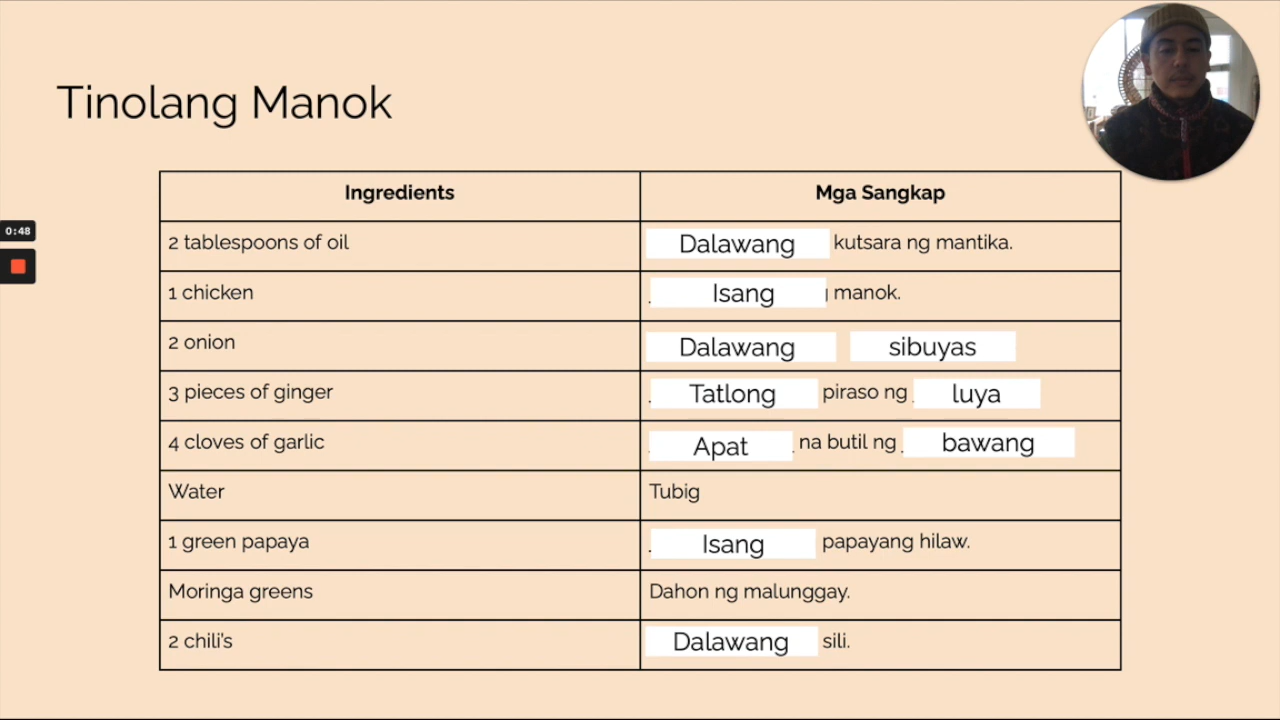 Tinolang Manok
Ingredients Mga Sangkap
0:48
2 tablespoons of oil Dalawang kutsara ng mantika.
1 chicken Isang manok.
2 onion Dalawang sibuyas
3 pieces of ginger Tatlong piraso ng luya
4 cloves of garlic Apat na butil ng bawang
Water Tubig
1 green papaya Isang papayang hilaw.
Moringa greens Dahon ng malunggay.
2 chili's Dalawang sili.